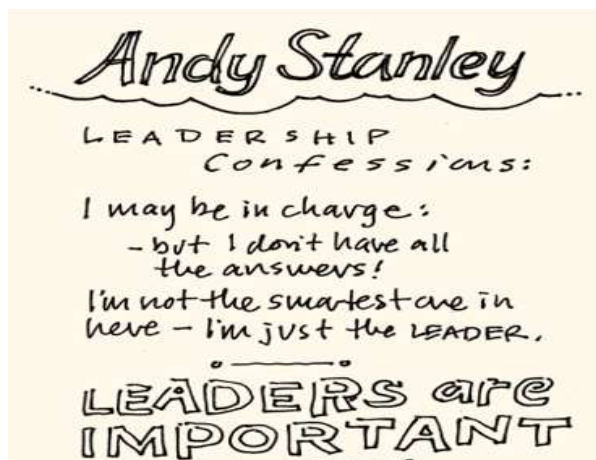 Andy Stanley
LEADERSHIP
Confessions:
I may be in charge:
- but I don't have all
the answers!
I'm not the smartest one in
here - I'm just the LEADER.
LEADERS are
IMPORTANT